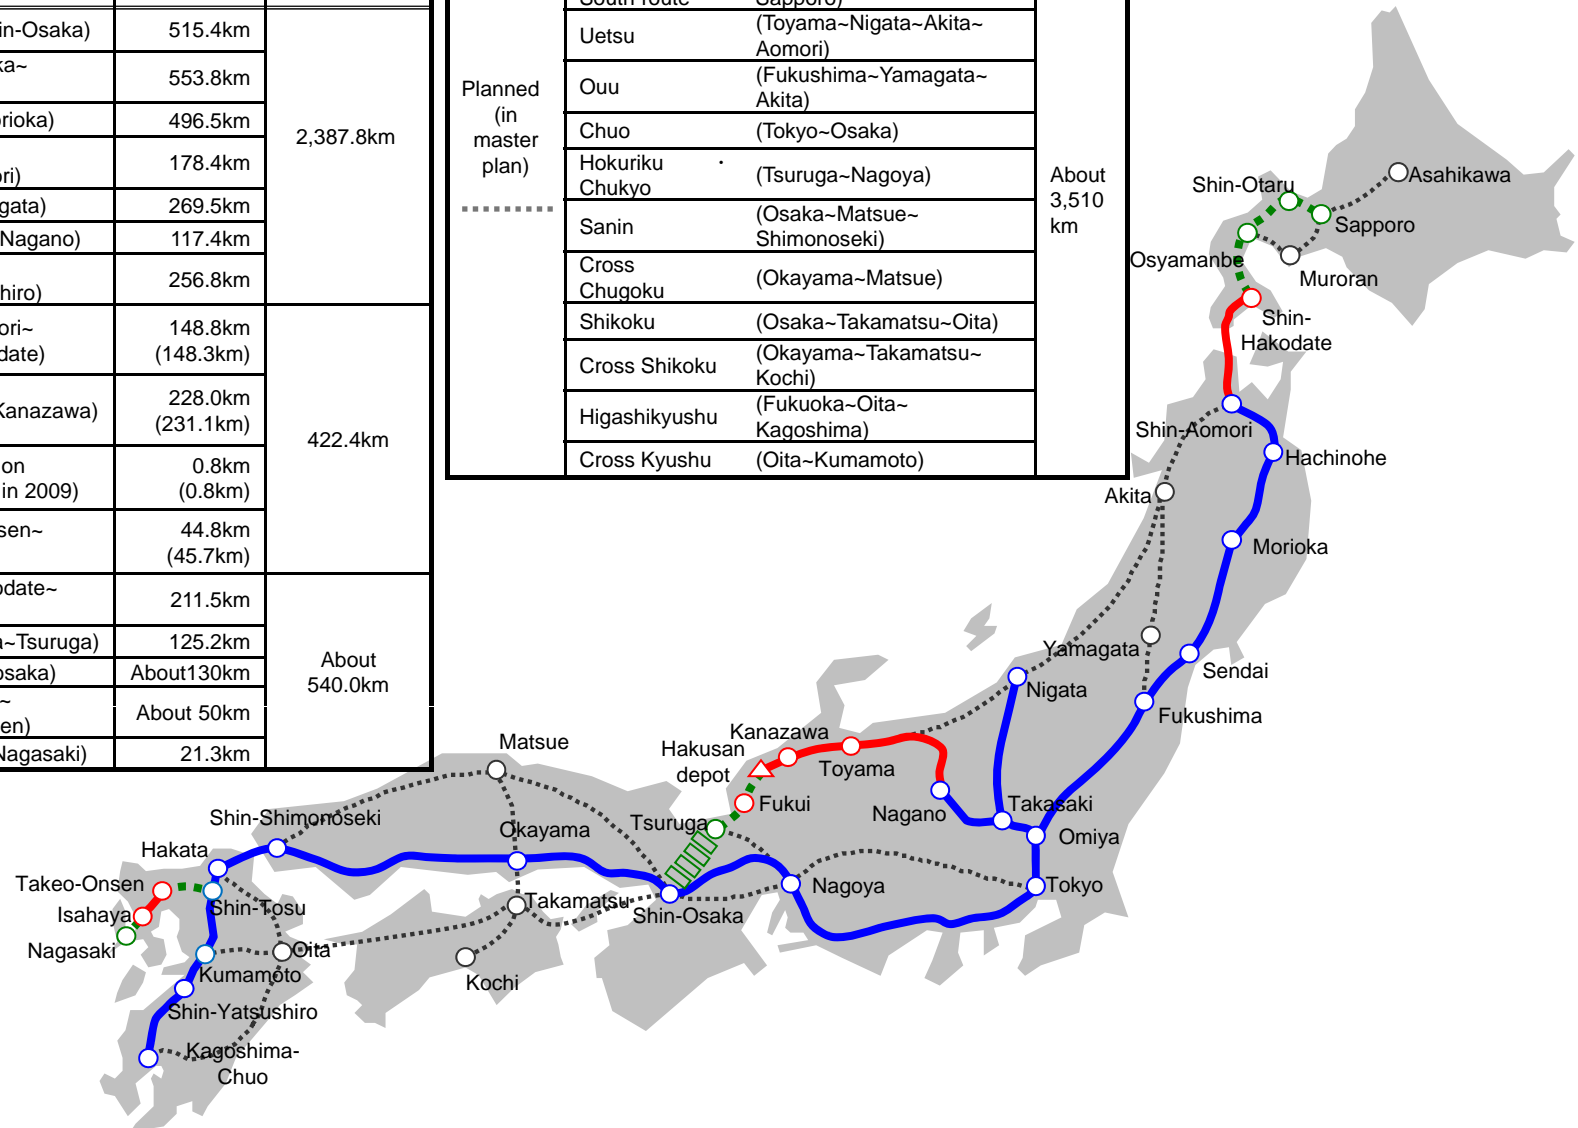 in-Osaka)
515.4km
ka~
553.8km
orioka)
496.5km
178.4km
ori)
gata)
269.5km
Nagano)
117.4km
256.8km
hiro)
2,387.8km
ori~
148.8km
date)
(148.3km)
228.0km
Kanazawa)
(231.1km)
on
0.8km
in 2009)
(0.8km)
sen~
44.8km
(45.7km)
422.4km
odate~
211.5km
a~Tsuruga)
125.2km
osaka)
About130km
~
About 50km
en)
Nagasaki)
21.3km
About
540.0km
Planned
(in
master
plan)
South route
Sapporo)
Uetsu
(Toyama~Nigata~Akita~
Aomori)
Ouu
(Fukushima~Yamagata~
Akita)
Chuo
(Tokyo~Osaka)
Hokuriku ・
Chukyo
(Tsuruga~Nagoya)
Sanin
(Osaka~Matsue~
Shimonoseki)
Cross
Chugoku
(Okayama~Matsue)
Shikoku
(Osaka~Takamatsu~Oita)
Cross Shikoku
(Okayama~Takamatsu~
Kochi)
Higashikyushu
(Fukuoka~Oita~
Kagoshima)
Cross Kyushu
(Oita~Kumamoto)
About
3,510
km
Asahikawa
Shin-Otaru
Sapporo
Osyamanbe
Muroran
Shin-
Hakodate
Shin-Aomori
Hachinohe
Akita
Morioka
Yamagata
Sendai
Nigata
Fukushima
Kanazawa
Hakusan
depot
Toyama
Matsue
Fukui
Nagano
Takasaki
Omiya
Tsuruga
Shin-Shimonoseki
Okayama
Hakata
Takeo-Onsen
Nagoya
Tokyo
Takamatsu
Shin-Osaka
Isahaya
Shin-Tosu
Nagasaki
Oita
Kumamoto
Kochi
Shin-Yatsushiro
Kagoshima-
Chuo